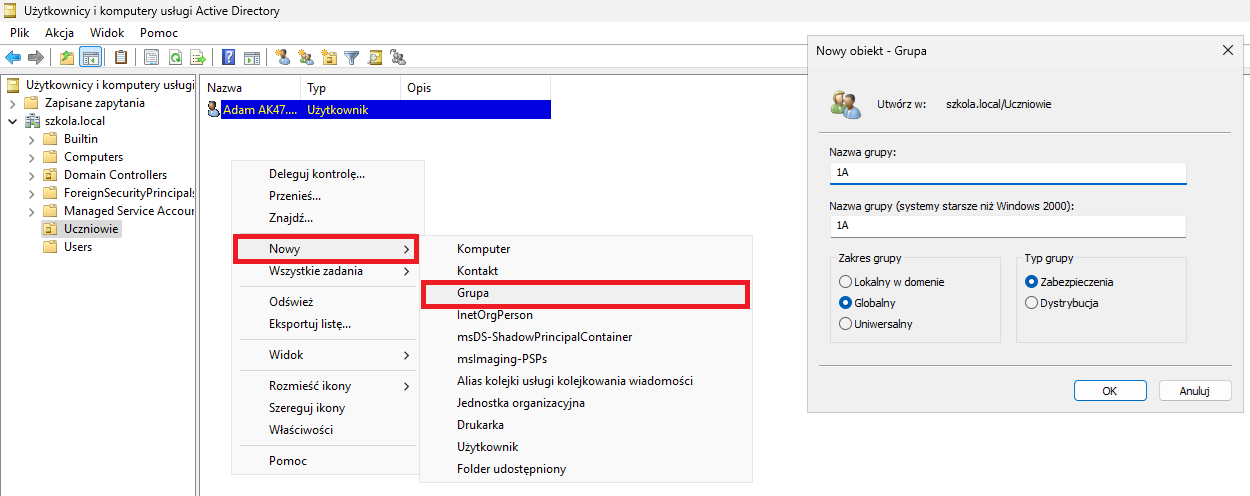 Użytkownicy i komputery usługi Active Directory
Plik Akcja Widok Pomoc
Użytkownicy i komputery usługi
Zapisane zapytania
szkola.local
Builtin
Computers
Domain Controllers
ForeignSecurityPrincipals
Managed Service Accour
Uczniowie
Users
Nazwa Typ Opis
Adam AK47.... Użytkownik
Deleguj kontrolę...
Przenieś...
Znajdź...
Nowy
Wszystkie zadania
Odśwież
Eksportuj listę...
Widok
Rozmieść ikony
Szereguj ikony
Właściwości
Pomoc
Komputer
Kontakt
Grupa
InetOrgPerson
msDS-ShadowPrincipalContainer
msImaging-PSPs
Alias kolejki usługi kolejkowania wiadomości
Jednostka organizacyjna
Drukarka
Użytkownik
Folder udostępniony
Nowy obiekt - Grupa
Utwórz w: szkola.local/Uczniowie
Nazwa grupy:
1A
Nazwa grupy (systemy starsze niż Windows 2000):
1A
Zakres grupy
Lokalny w domenie
Globalny
Uniwersalny
Typ grupy
Zabezpieczenia
Dystrybucja
OK Anuluj